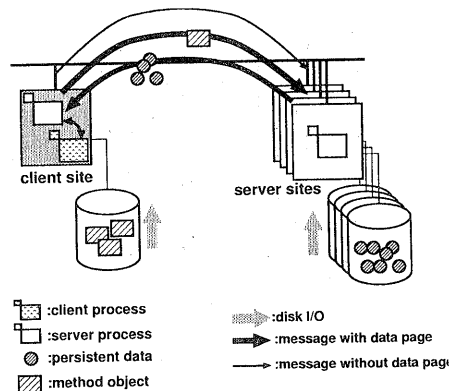 client site
server sites
:client process
:server process
:persistent data
:method object
:disk I/O
:message with data page
:message without data page